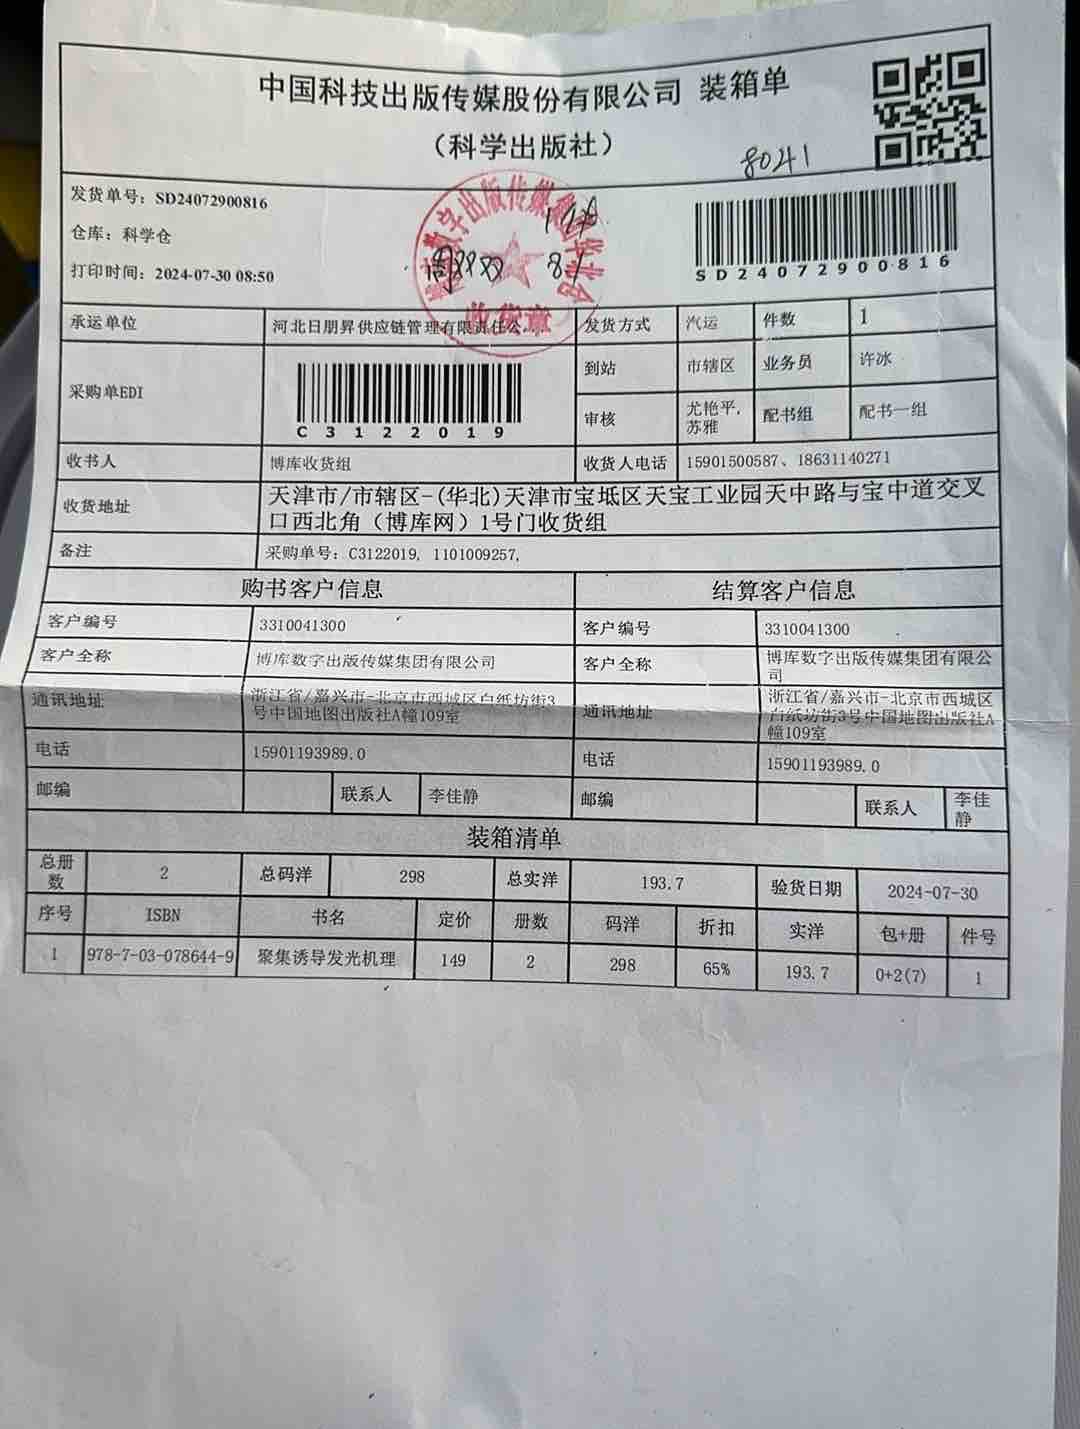 中国科技出版传媒股份有限公司 装箱单
（科学出版社）
8041
发货单号：SD24072900816
仓库：科学仓
打印时间：2024-07-30 08:50
SD24072900816
收货章
承运单位 河北日朋昇供应链管理有限责任公 发货方式 汽运 件数 1
采购单EDI C3122019 到站 市辖区 业务员 许冰
审核 尤艳平, 苏雅 配书组 配书一组
收书人 博库收货组 收货人电话 15901500587、18631140271
收货地址 天津市/市辖区-(华北)天津市宝坻区天宝工业园天中路与宝中道交叉
口西北角（博库网）1号门收货组
备注 采购单号：C3122019, 1101009257,
购书客户信息 结算客户信息
客户编号 3310041300 客户编号 3310041300
客户全称 博库数字出版传媒集团有限公司 客户全称 博库数字出版传媒集团有限公
司
通讯地址 浙江省/嘉兴市-北京市西城区白纸坊街3
号中国地图出版社A幢109室
通讯地址 浙江省/嘉兴市-北京市西城区
白纸坊街3号中国地图出版社A
幢109室
电话 15901193989.0 电话 15901193989.0
邮编 联系人 李佳静 邮编 联系人 李佳
静
装箱清单
总册数 2 总码洋 298 总实洋 193.7 验货日期 2024-07-30
序号 ISBN 书名 定价 册数 码洋 折扣 实洋 包+册 件号
1 978-7-03-078644-9 聚集诱导发光机理 149 2 298 65% 193.7 0+2(7) 1